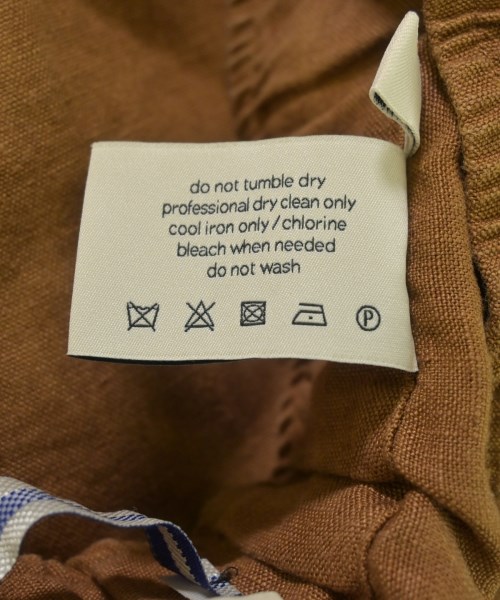 do not tumble dry
professional dry clean only
cool iron only / chlorine
bleach when needed
do not wash
P